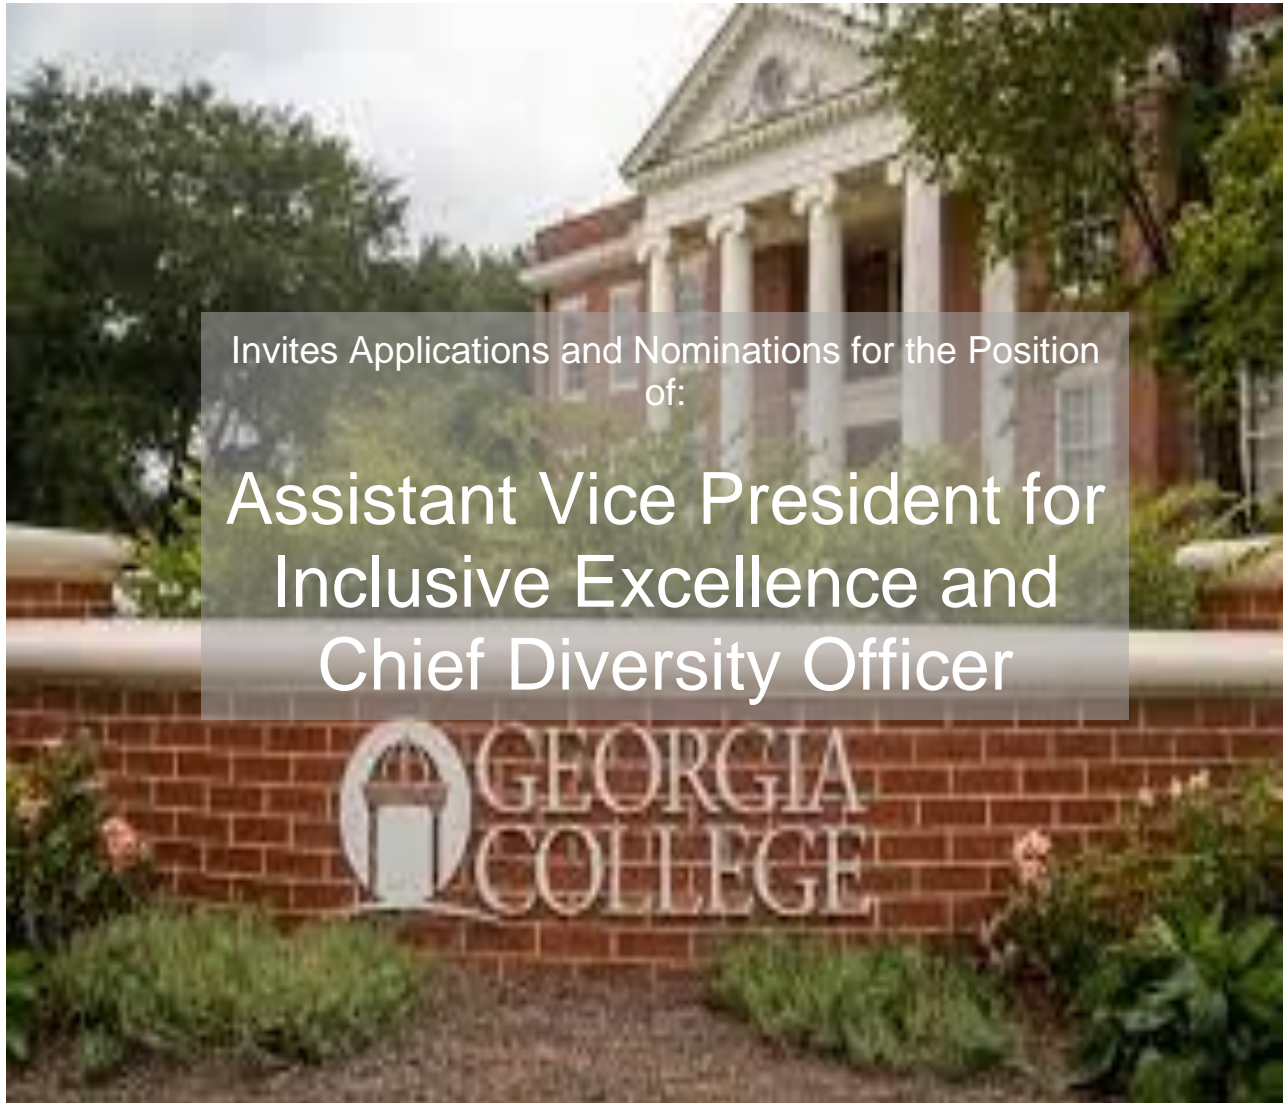 Invites Applications and Nominations for the Position
of:
Assistant Vice President for
Inclusive Excellence and
Chief Diversity Officer
GEORGIA
COLLEGE